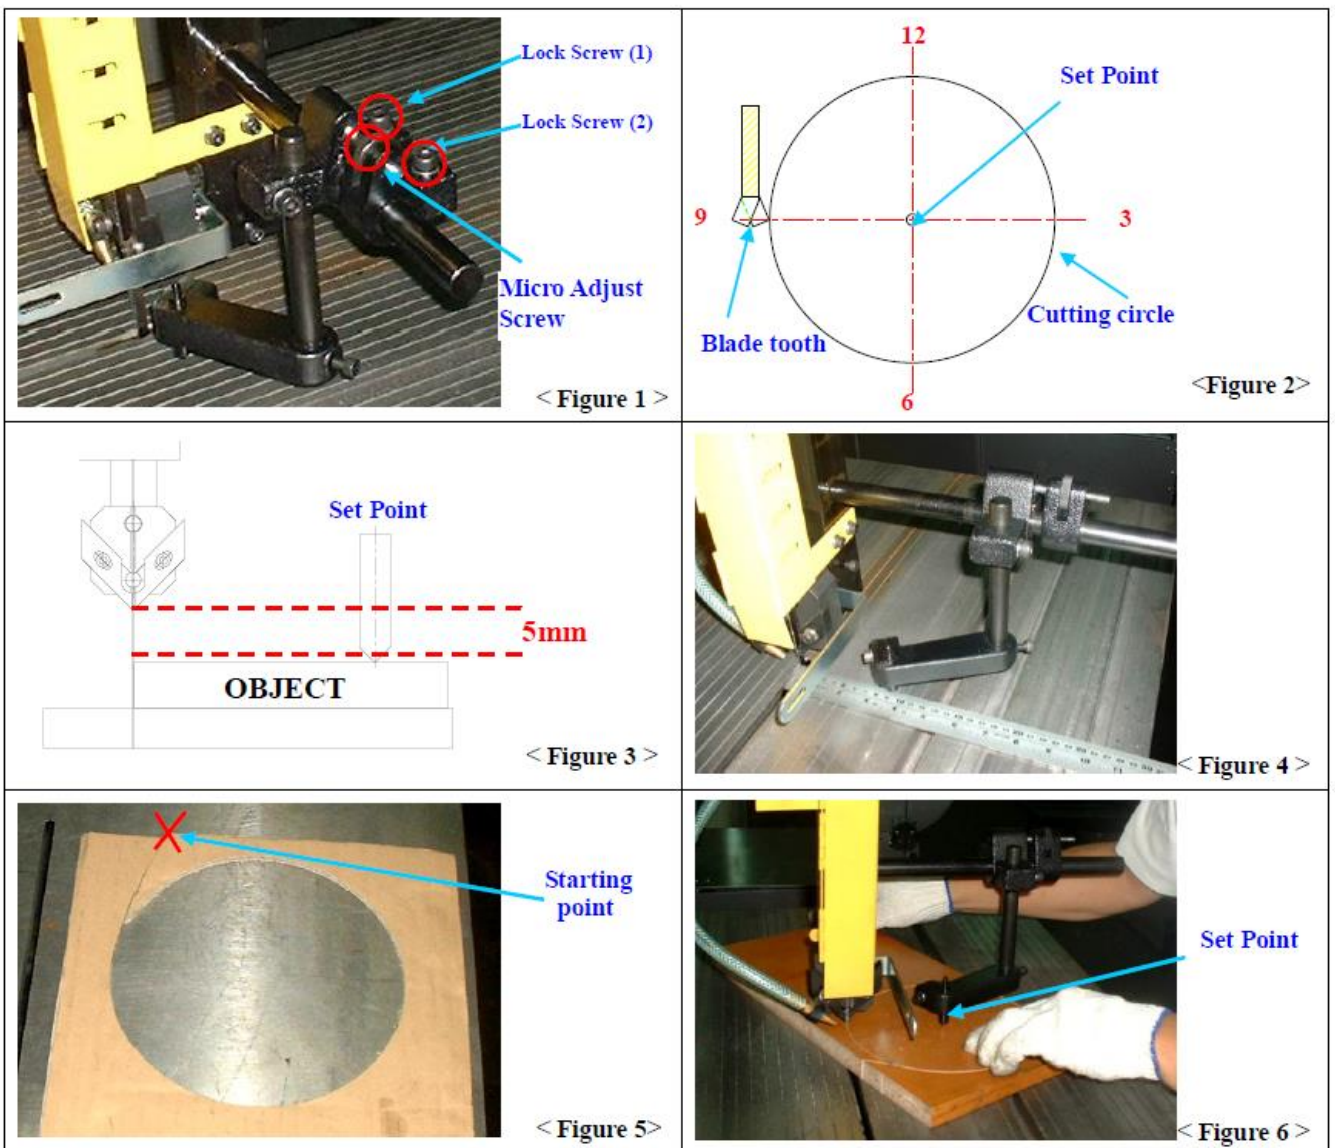 Lock Screw (1)
Lock Screw (2)
Micro Adjust
Screw
< Figure 1 >
12
Set Point
9
3
Cutting circle
Blade tooth
6
<Figure 2>
Set Point
5mm
OBJECT
< Figure 3 >
< Figure 4 >
Starting
point
< Figure 5>
Set Point
< Figure 6 >